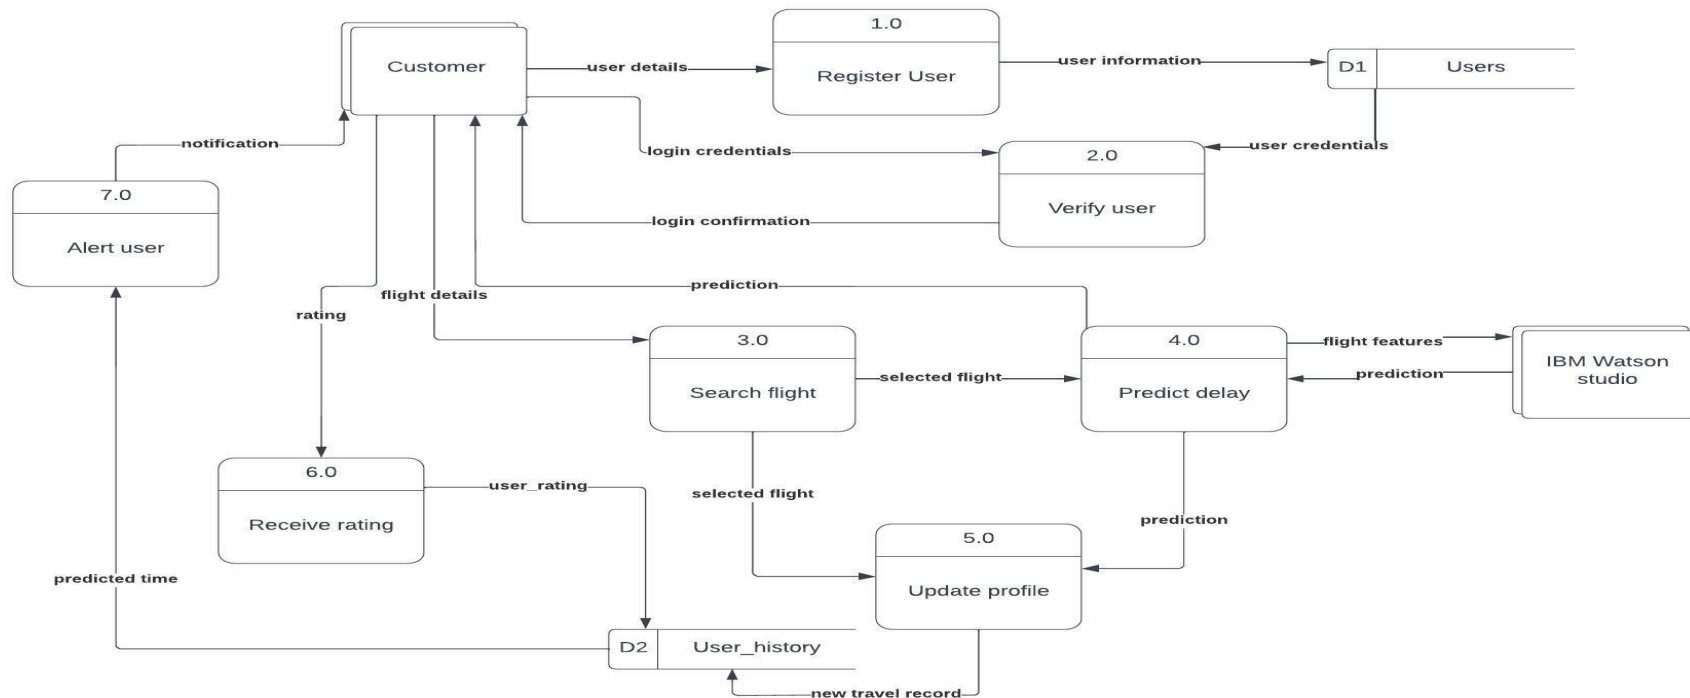 1.0
Customer
user details
Register User
user information
D1
Users
notification
login credentials
user credentials
2.0
7.0
Verify user
login confirmation
Alert user
prediction
flight details
rating
3.0
4.0
flight features
IBM Watson
studio
selected flight
prediction
Search flight
Predict delay
6.0
user_rating
selected flight
Receive rating
prediction
5.0
predicted time
Update profile
D2
User_history
new travel record